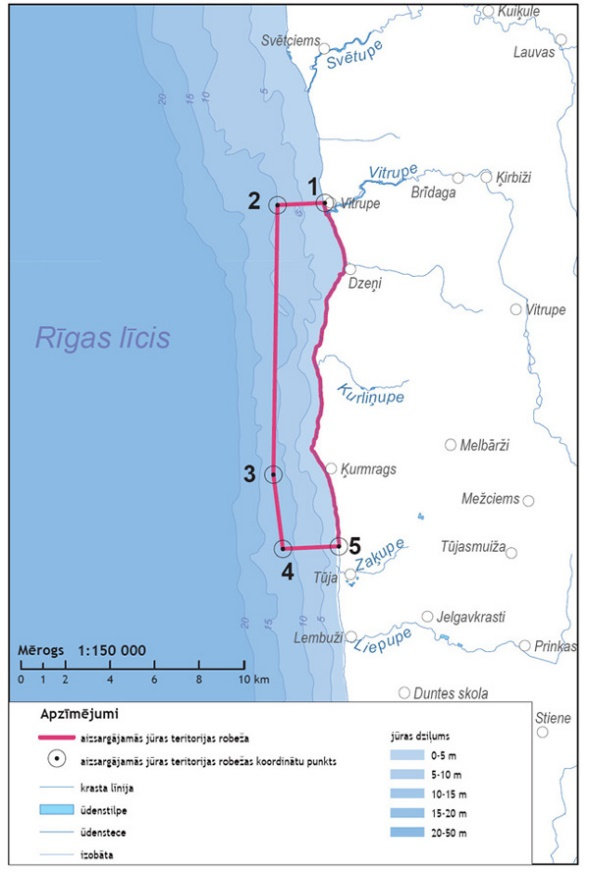 Kuikule
Svētciems
Svētupe
Lauvas
20
15
10
5
Vitrupe
Ķirbiži
Brīdaga
1
2
Vitrupe
5
Dzeņi
Vitrupe
Rīgas līcis
Kurliņupe
Melbārži
3
Ķurmrags
Mežciems
5
Zaķupe
Tūjasmuiža
4
Tūja
Jelgavkrasti
20
15
10
5
Lembuži
Liepupe
Prinkas
Mērogs 1:150 000
0 1 2 4 6 8 10 km
Duntes skola
Stiene
Apzīmējumi
aizsargājamās jūras teritorijas robeža
aizsargājamās jūras teritorijas robežas koordinātu punkts
krasta līnija
ūdenstilpe
ūdenstece
izobāta
jūras dziļums
0-5 m
5-10 m
10-15 m
15-20 m
20-50 m